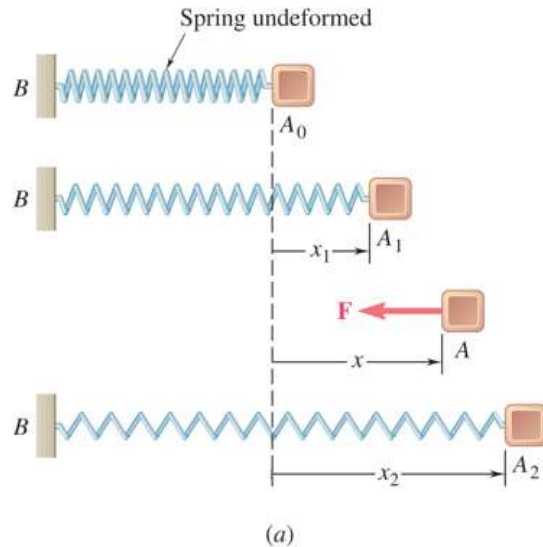 Spring undeformed
B
A₀
B
x₁
A₁
F
x
A
B
x₂
A₂
(a)